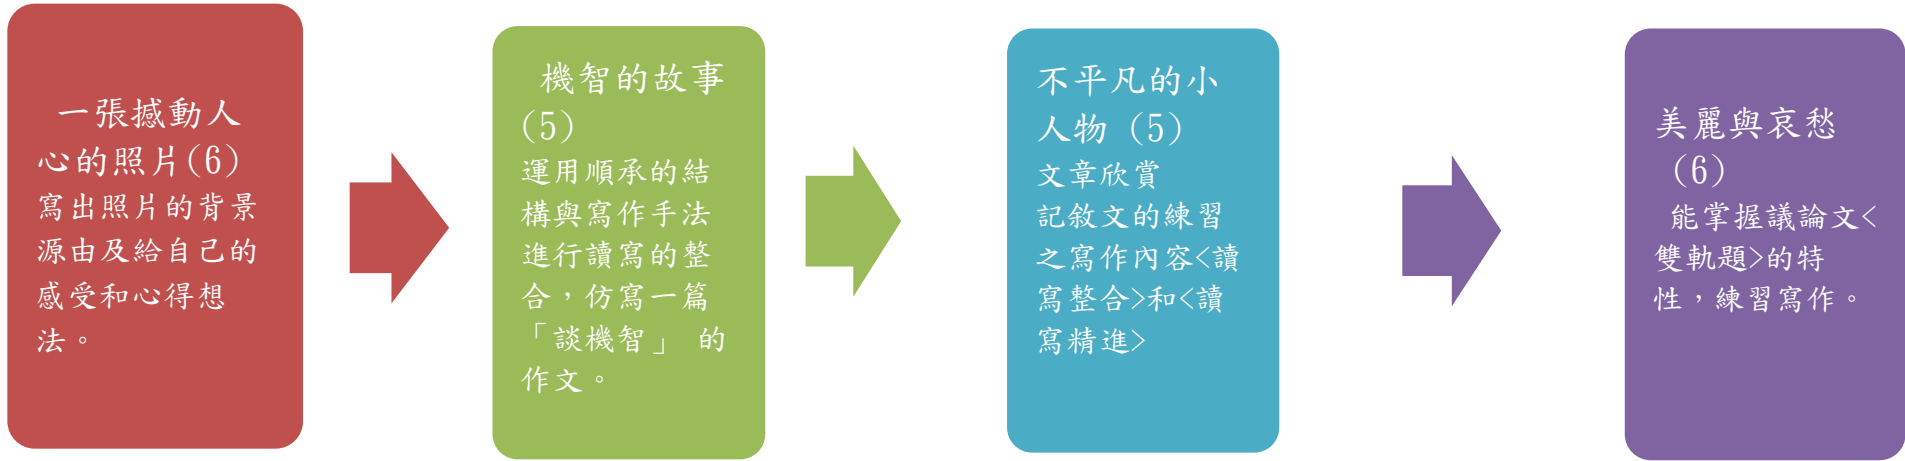 一張撼動人
心的照片(6)
寫出照片的背景
源由及給自己的
感受和心得想
法。
機智的故事
(5)
運用順承的結
構與寫作手法
進行讀寫的整
合，仿寫一篇
「談機智」 的
作文。
不平凡的小
人物 (5)
文章欣賞
記敘文的練習
之寫作內容<讀
寫整合>和<讀
寫精進>
美麗與哀愁
(6)
能掌握議論文<
雙軌題>的特
性，練習寫作。